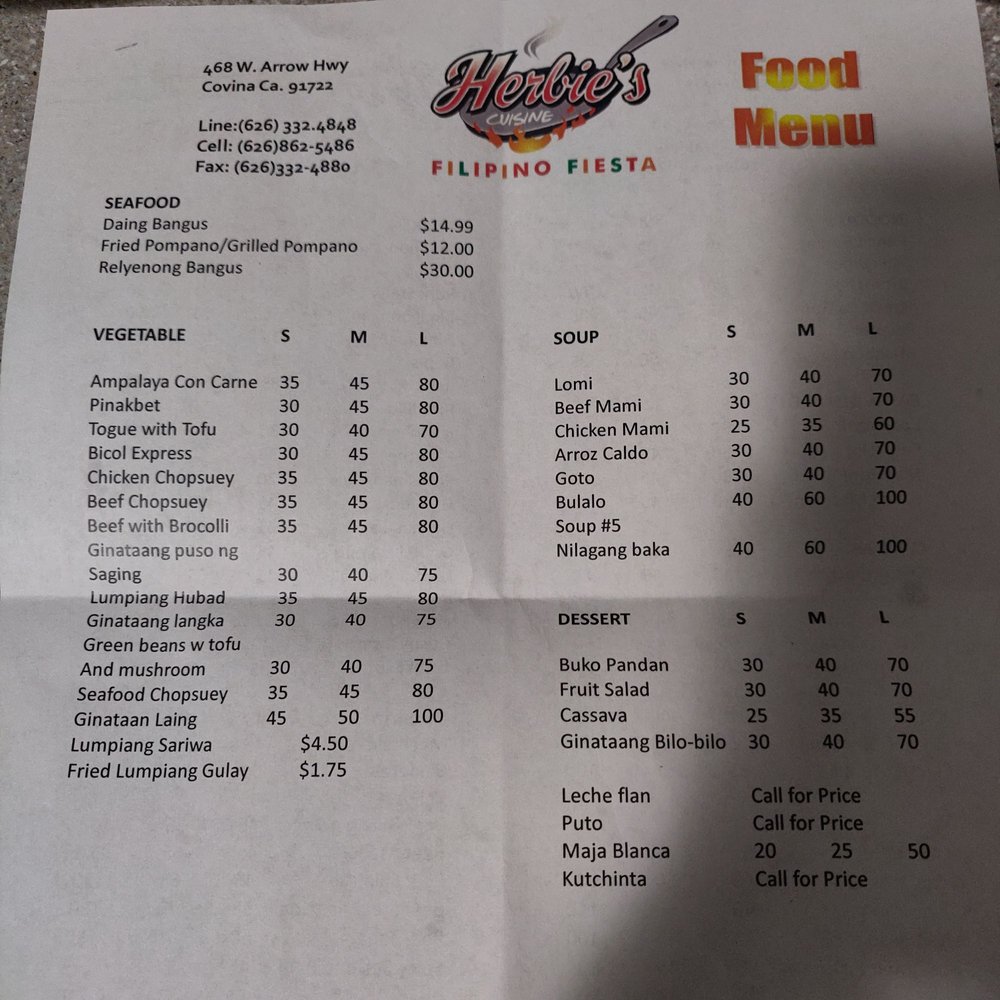 468 W. Arrow Hwy
Covina Ca. 91722
Line:(626) 332.4848
Cell: (626)862-5486
Fax: (626)332-4880
Herbie's
CUISINE
FILIPINO FIESTA
Food
Menu
SEAFOOD
Daing Bangus $14.99
Fried Pompano/Grilled Pompano $12.00
Relyenong Bangus $30.00
VEGETABLE S M L
Ampalaya Con Carne 35 45 80
Pinakbet 30 45 80
Togue with Tofu 30 40 70
Bicol Express 30 45 80
Chicken Chopsuey 35 45 80
Beef Chopsuey 35 45 80
Beef with Brocolli 35 45 80
Ginataang puso ng
Saging 30 40 75
Lumpiang Hubad 35 45 80
Ginataang langka 30 40 75
Green beans w tofu
And mushroom 30 40 75
Seafood Chopsuey 35 45 80
Ginataan Laing 45 50 100
Lumpiang Sariwa $4.50
Fried Lumpiang Gulay $1.75
SOUP S M L
Lomi 30 40 70
Beef Mami 30 40 70
Chicken Mami 25 35 60
Arroz Caldo 30 40 70
Goto 30 40 70
Bulalo 40 60 100
Soup #5
Nilagang baka 40 60 100
DESSERT S M L
Buko Pandan 30 40 70
Fruit Salad 30 40 70
Cassava 25 35 55
Ginataang Bilo-bilo 30 40 70
Leche flan Call for Price
Puto Call for Price
Maja Blanca 20 25 50
Kutchinta Call for Price